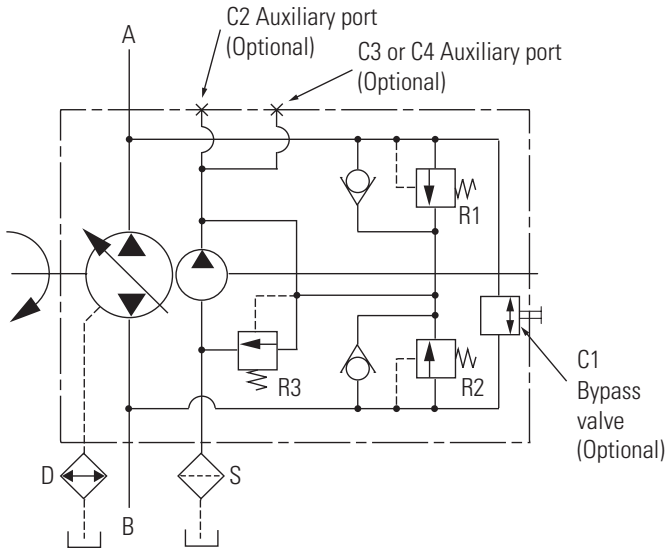 C2 Auxiliary port
(Optional)
A
C3 or C4 Auxiliary port
(Optional)
R1
R3
R2
C1
Bypass
valve
(Optional)
D
S
B